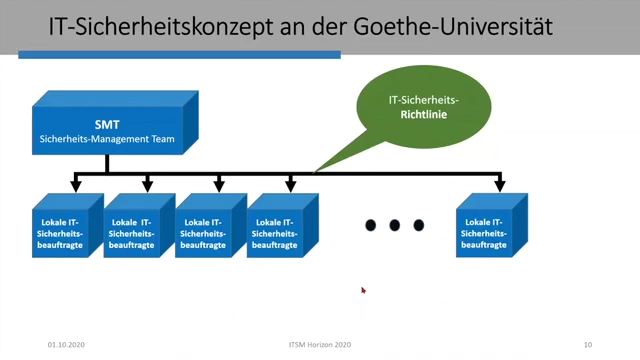 IT-Sicherheitskonzept an der Goethe-Universität
IT-Sicherheits-
Richtlinie
SMT
Sicherheits-Management Team
Lokale IT-
Sicherheits-
beauftragte
Lokale IT-
Sicherheits-
beauftragte
Lokale IT-
Sicherheits-
beauftragte
Lokale IT-
Sicherheits-
beauftragte
Lokale IT-
Sicherheits-
beauftragte
01.10.2020
ITSM Horizon 2020
10